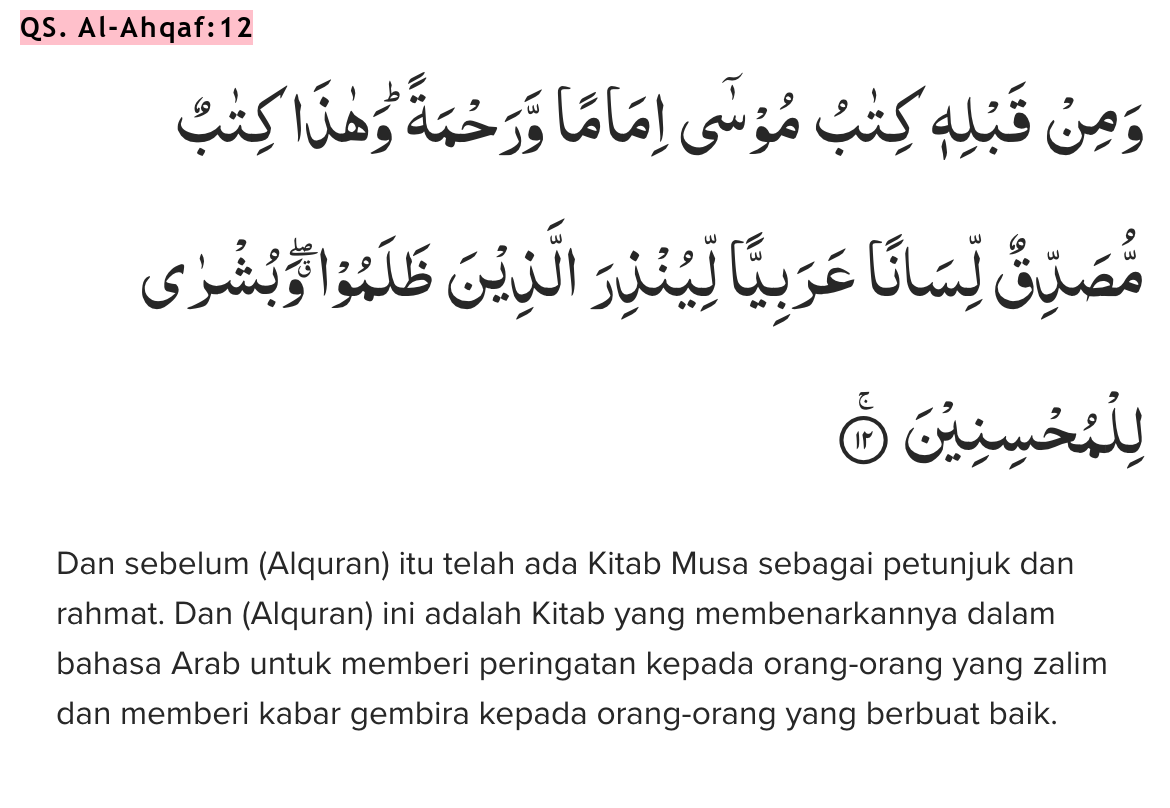 QS. Al-Ahqaf:12
وَمِنْ قَبْلِهٖ كِتٰبُ مُوْسٰٓى اِمَامًا وَّرَحْمَةً ۗوَهٰذَا كِتٰبٌ
مُّصَدِّقٌ لِّسَانًا عَرَبِيًّا لِّيُنْذِرَ الَّذِيْنَ ظَلَمُوْا ۖوَبُشْرٰى
لِلْمُحْسِنِيْنَ ۚ ١٢
Dan sebelum (Alquran) itu telah ada Kitab Musa sebagai petunjuk dan
rahmat. Dan (Alquran) ini adalah Kitab yang membenarkannya dalam
bahasa Arab untuk memberi peringatan kepada orang-orang yang zalim
dan memberi kabar gembira kepada orang-orang yang berbuat baik.